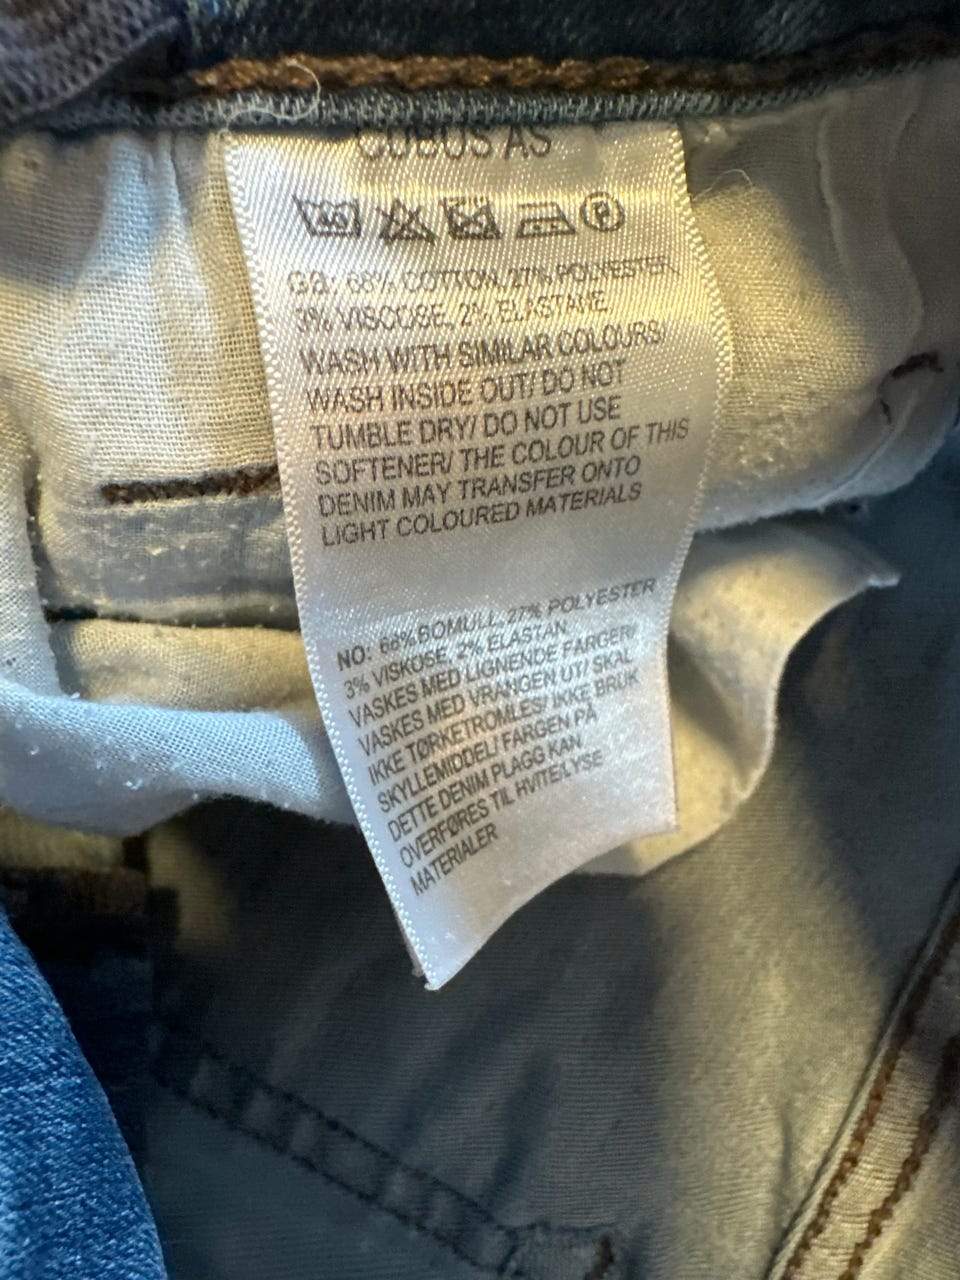 CUBUS AS
40 P
GB: 68% COTTON, 27% POLYESTER,
3% VISCOSE, 2% ELASTANE
WASH WITH SIMILAR COLOURS/
WASH INSIDE OUT/ DO NOT
TUMBLE DRY/ DO NOT USE
SOFTENER/ THE COLOUR OF THIS
DENIM MAY TRANSFER ONTO
LIGHT COLOURED MATERIALS
NO: 68% BOMULL, 27% POLYESTER
3% VISKOSE, 2% ELASTAN
VASKES MED LIGNENDE FARGER/
VASKES MED VRANGEN UT/ SKAL
IKKE TØRKETROMLES/ IKKE BRUK
SKYLLEMIDDEL/ FARGEN PÅ
DETTE DENIM PLAGG KAN
OVERFØRES TIL HVITE/LYSE
MATERIALER